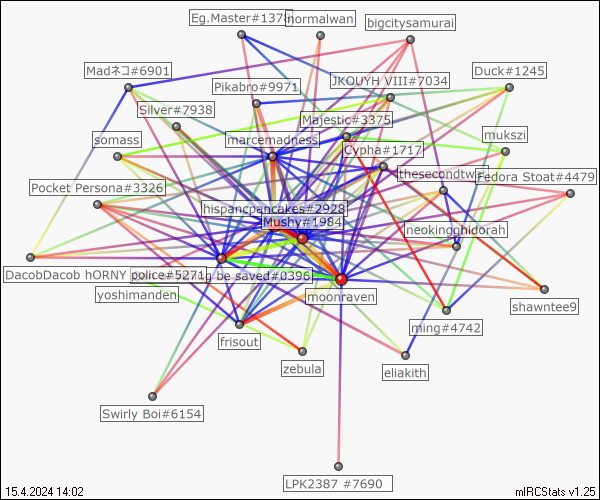 Eg.Master#1378
normalwan
bigcitysamurai
Madネコ#6901
JKOUYH VIII#7034
Duck#1245
Pikabro#9971
Silver#7938
Majestic#3375
mukszi
somass
marcemadness
Cypha#1717
thesecondtw
Fedora Stoat#4479
Pocket Persona#3326
hispancpancakes#2928
Mushy#1984
neokingghidorah
DacobDacob hORNY police#5271
g be saved#0396
yoshimanden
moonraven
shawntee9
ming#4742
frisout
zebula
eliakith
Swirly Boi#6154
LPK2387 #7690
15.4.2024 14:02
mIRCStats v1.25